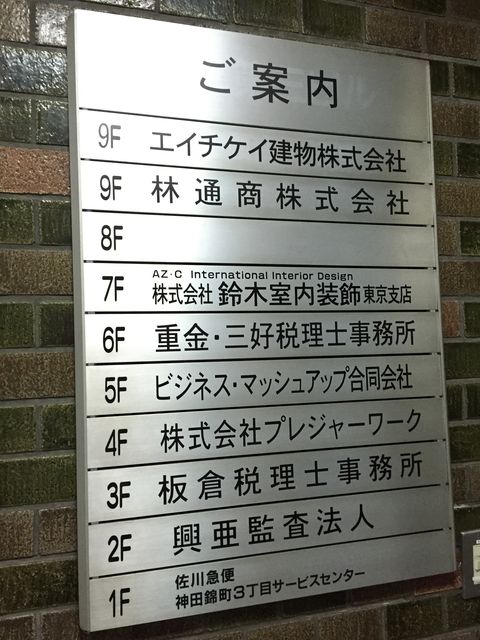 ご案内
9F エイチケイ建物株式会社
9F 林通商株式会社
8F
AZ·C International Interior Design
7F 株式会社 鈴木室内装飾 東京支店
6F 重金・三好税理士事務所
5F ビジネス・マッシュアップ合同会社
4F 株式会社プレジャーワーク
3F 板倉税理士事務所
2F 興亜監査法人
1F 佐川急便
神田錦町3丁目サービスセンター